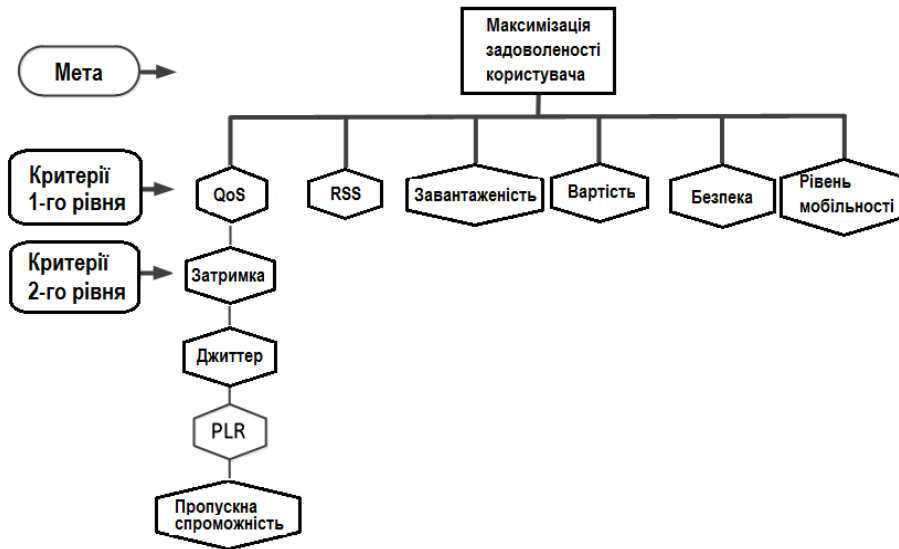 Максимізація
задоволеності
користувача
Мета
Критерії
1-го рівня
QoS
RSS
Завантаженість
Вартість
Безпека
Рівень
мобільності
Критерії
2-го рівня
Затримка
Джиттер
PLR
Пропускна
спроможність